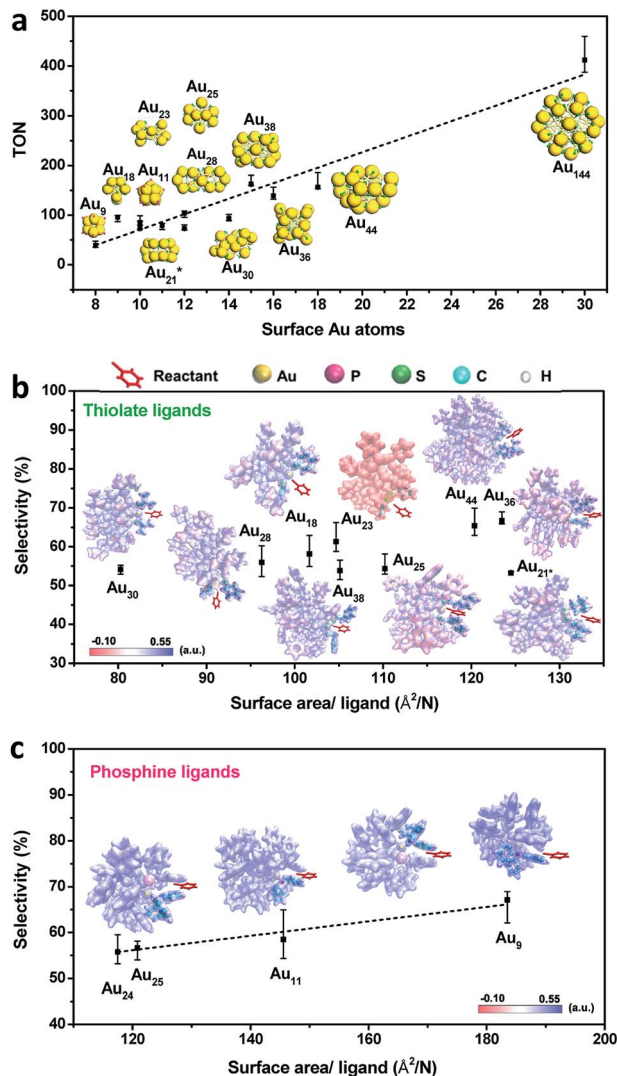 a
500
400
300
200
100
0
TON
Au9
Au18
Au23
Au11
Au25
Au28
Au38
Au21*
Au30
Au36
Au44
Au144
8 10 12 14 16 18 20 22 24 26 28 30
Surface Au atoms
Reactant Au P S C H
b
Thiolate ligands
100
90
80
70
60
50
40
30
Selectivity (%)
Au30
Au28
Au18
Au23
Au38
Au25
Au44
Au36
Au21*
-0.10 0.55 (a.u.)
80 90 100 110 120 130
Surface area/ ligand (Å²/N)
c
Phosphine ligands
100
90
80
70
60
50
40
Selectivity (%)
Au24
Au25
Au11
Au9
-0.10 0.55 (a.u.)
120 140 160 180 200
Surface area/ ligand (Å²/N)